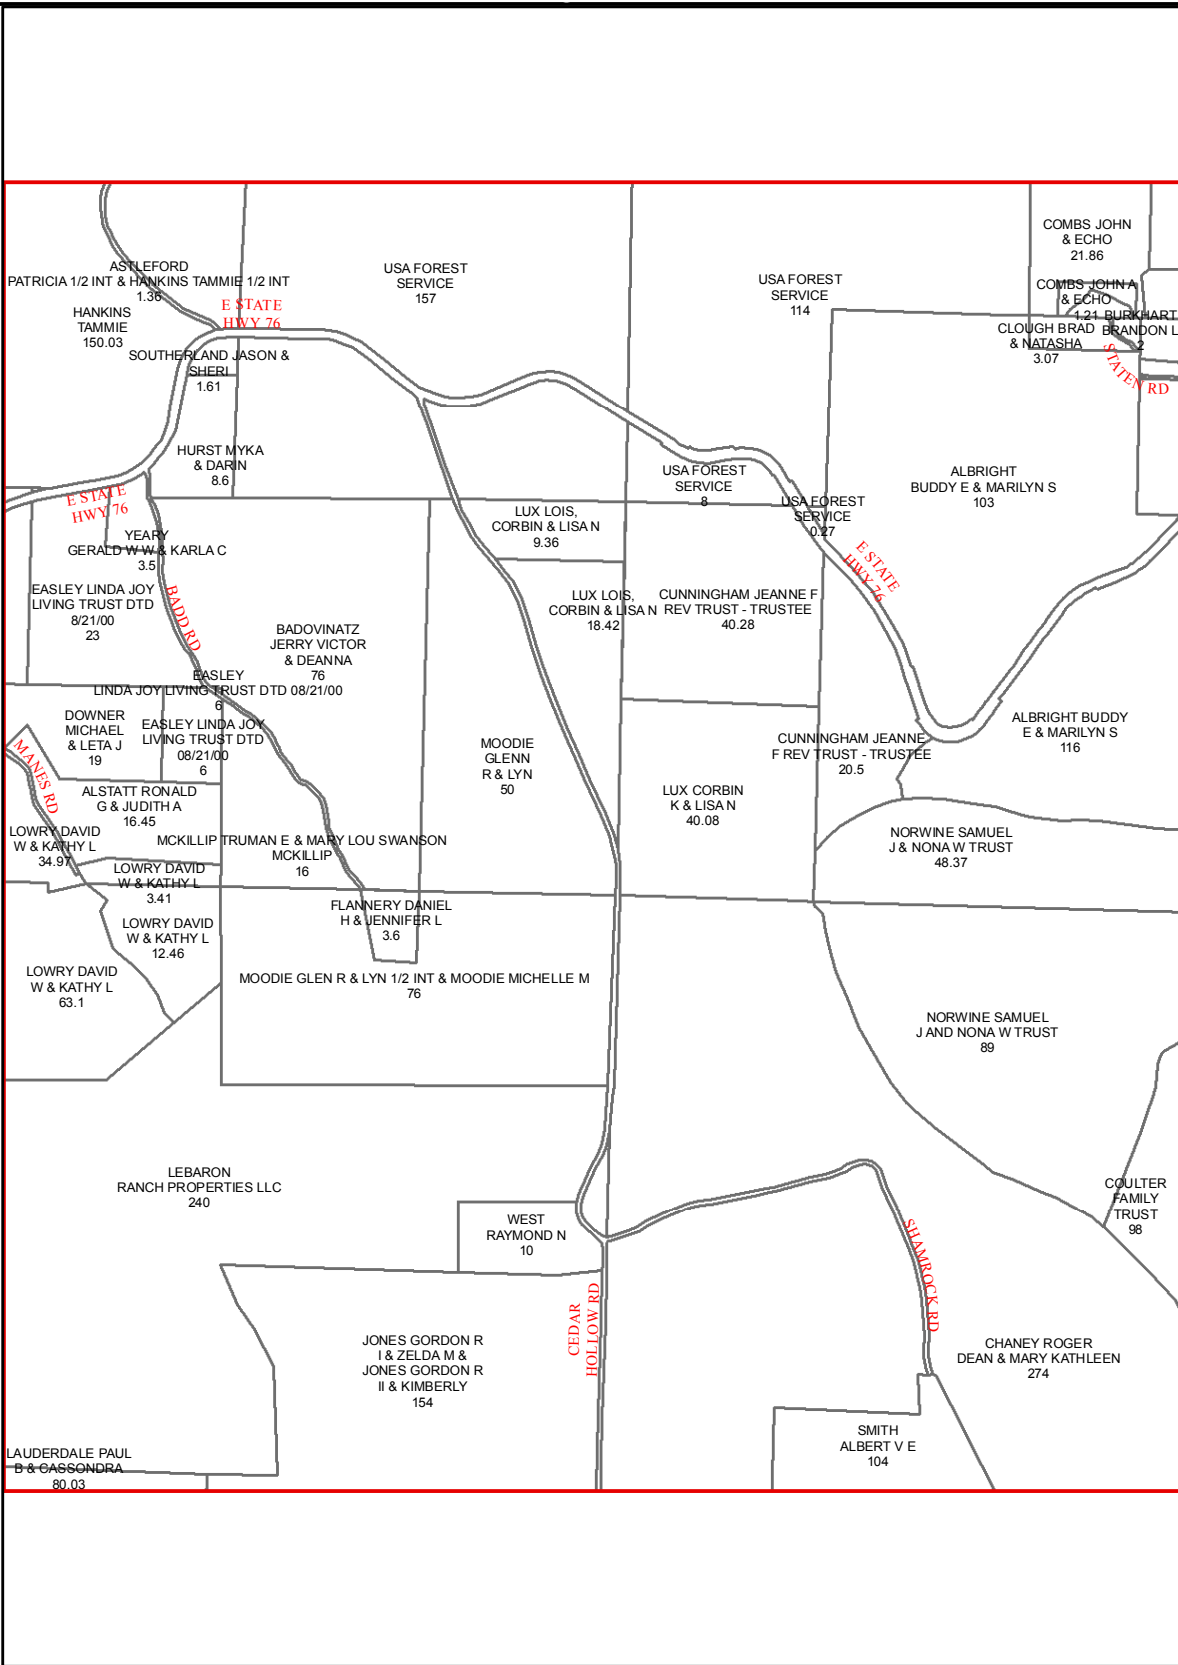 COMBS JOHN
& ECHO
21.86
ASTLEFORD
PATRICIA 1/2 INT & HANKINS TAMMIE 1/2 INT
1.36
USA FOREST
SERVICE
157
USA FOREST
SERVICE
114
COMBS JOHN A
& ECHO
1.21
BURKHART
BRANDON L
2
CLOUGH BRAD
& NATASHA
3.07
STATEN RD
HANKINS
TAMMIE
150.03
E STATE
HWY 76
SOUTHERLAND JASON &
SHERI
1.61
HURST MYKA
& DARIN
8.6
USA FOREST
SERVICE
8
ALBRIGHT
BUDDY E & MARILYN S
103
E STATE
HWY 76
LUX LOIS,
CORBIN & LISA N
9.36
USA FOREST
SERVICE
0.27
YEARY
GERALD W W & KARLA C
3.5
E STATE
HWY 76
EASLEY LINDA JOY
LIVING TRUST DTD
8/21/00
23
BADD RD
LUX LOIS,
CORBIN & LISA N
18.42
CUNNINGHAM JEANNE F
REV TRUST - TRUSTEE
40.28
BADOVINATZ
JERRY VICTOR
& DEANNA
76
EASLEY
LINDA JOY LIVING TRUST DTD 08/21/00
6
DOWNER
MICHAEL
& LETA J
19
EASLEY LINDA JOY
LIVING TRUST DTD
08/21/00
6
MOODIE
GLENN
R & LYN
50
CUNNINGHAM JEANNE
F REV TRUST - TRUSTEE
20.5
ALBRIGHT BUDDY
E & MARILYN S
116
MANES RD
ALSTATT RONALD
G & JUDITH A
16.45
LUX CORBIN
K & LISA N
40.08
LOWRY DAVID
W & KATHY L
34.97
MCKILLIP TRUMAN E & MARY LOU SWANSON
MCKILLIP
16
NORWINE SAMUEL
J & NONA W TRUST
48.37
LOWRY DAVID
W & KATHY L
3.41
FLANNERY DANIEL
H & JENNIFER L
3.6
LOWRY DAVID
W & KATHY L
12.46
LOWRY DAVID
W & KATHY L
63.1
MOODIE GLEN R & LYN 1/2 INT & MOODIE MICHELLE M
76
NORWINE SAMUEL
J AND NONA W TRUST
89
LEBARON
RANCH PROPERTIES LLC
240
COULTER
FAMILY
TRUST
98
WEST
RAYMOND N
10
SHAMROCK RD
CEDAR
HOLLOW RD
JONES GORDON R
I & ZELDA M &
JONES GORDON R
II & KIMBERLY
154
CHANEY ROGER
DEAN & MARY KATHLEEN
274
SMITH
ALBERT V E
104
LAUDERDALE PAUL
B & CASSONDRA
80.03